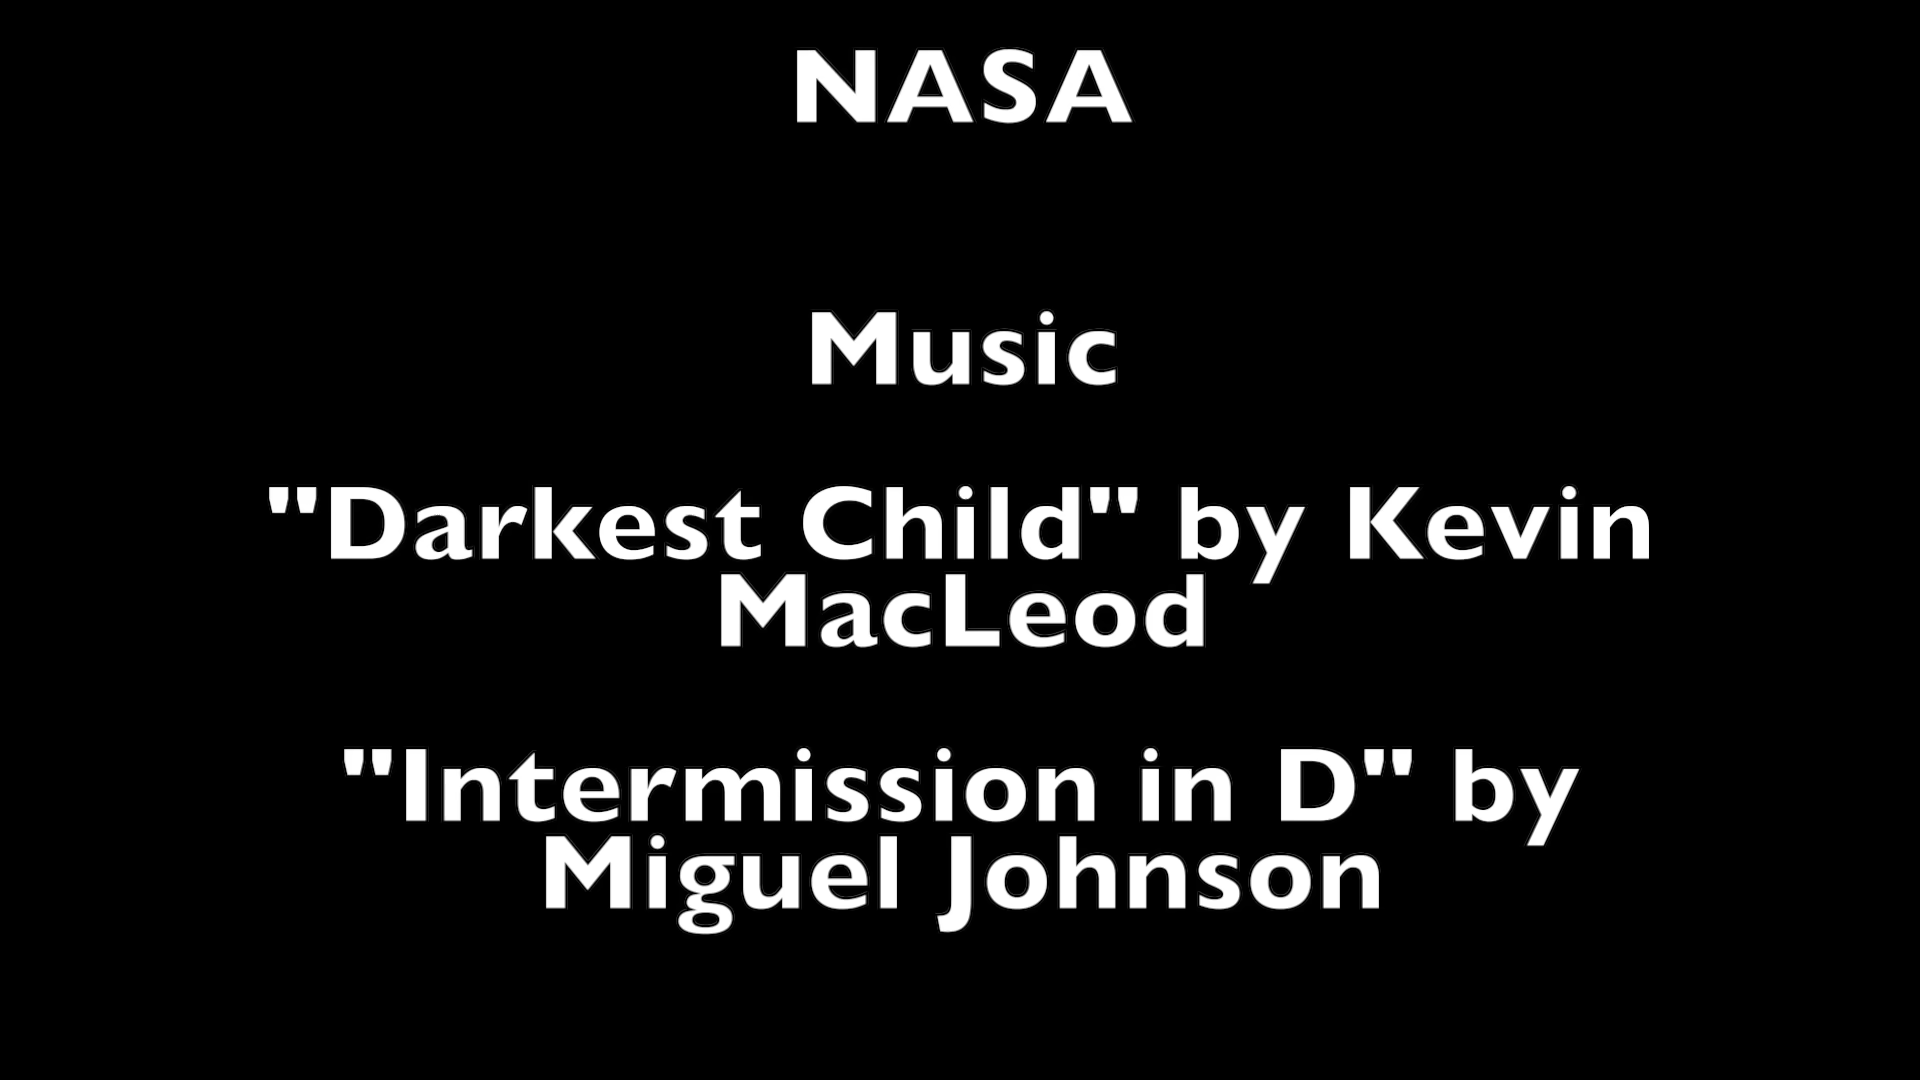 NASA
Music
"Darkest Child" by Kevin
MacLeod
"Intermission in D" by
Miguel Johnson